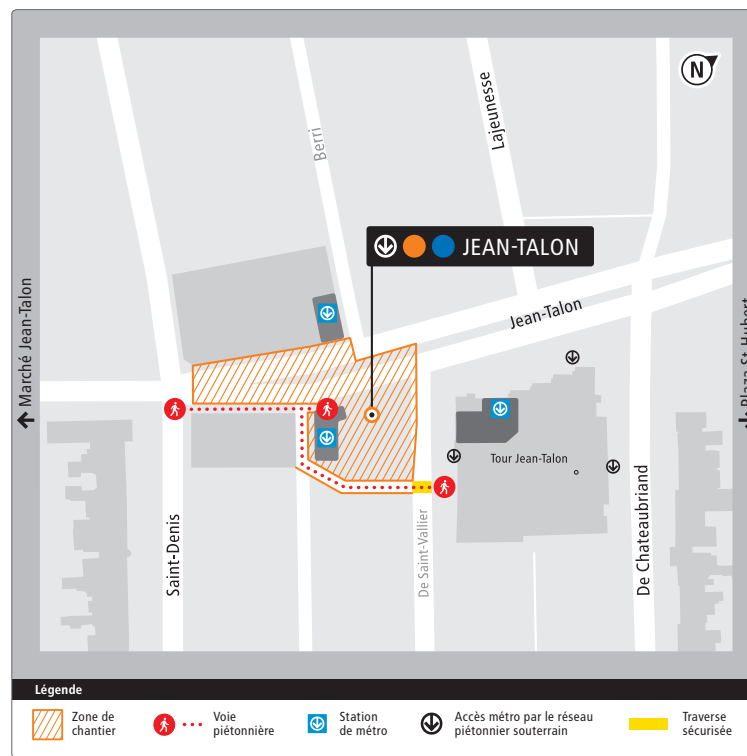 N
Berri
Lajeunesse
JEAN-TALON
Jean-Talon
Marché Jean-Talon
Plaza St-Hubert
Tour Jean-Talon
Saint-Denis
De Saint-Vallier
De Chateaubriand
Légende
Zone de
chantier
Voie
piétonnière
Station
de métro
Accès métro par le réseau
piétonnier souterrain
Traverse
sécurisée